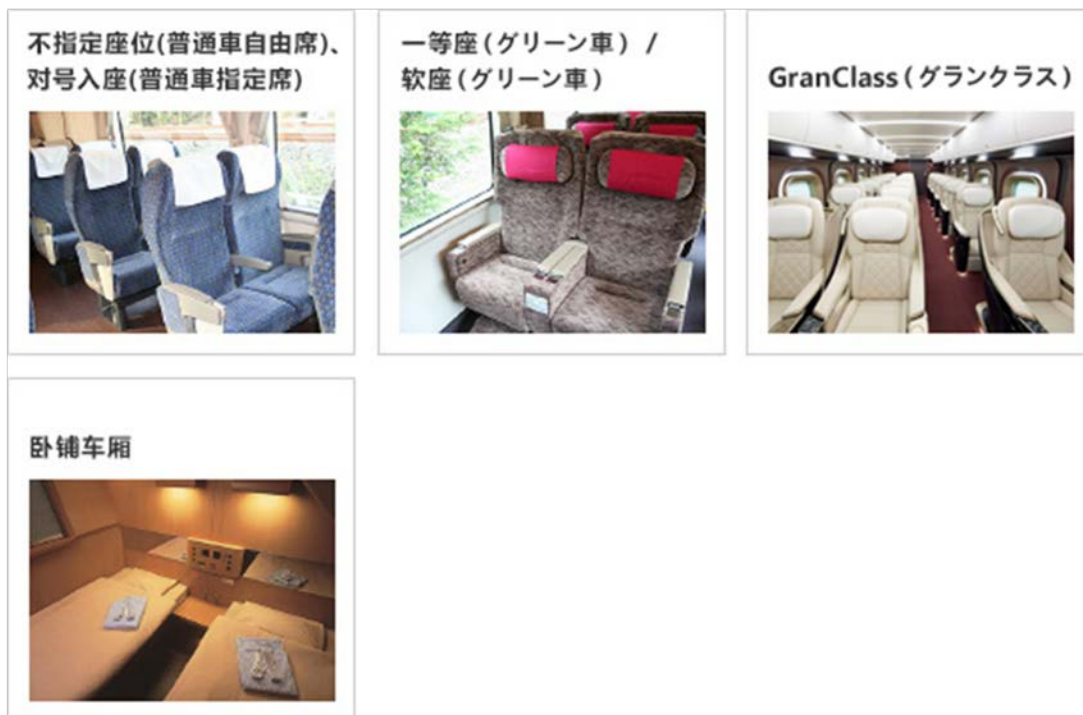 不指定座位(普通車自由席)、
对号入座(普通車指定席)
一等座(グリーン車) /
软座(グリーン車)
GranClass(グランクラス)
卧铺车厢